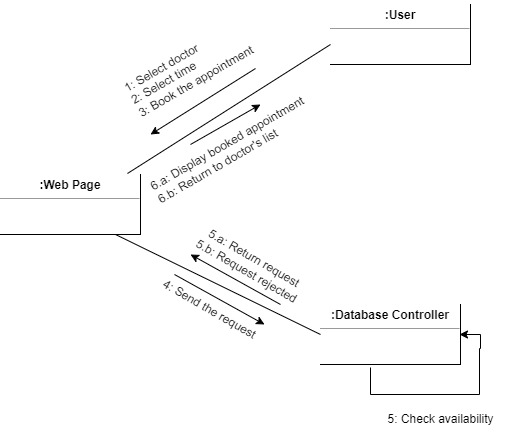 :User
1: Select doctor
2: Select time
3: Book the appointment
6.a: Display booked appointment
6.b: Return to doctor's list
:Web Page
5.a: Return request
5.b: Request rejected
4: Send the request
:Database Controller
5: Check availability